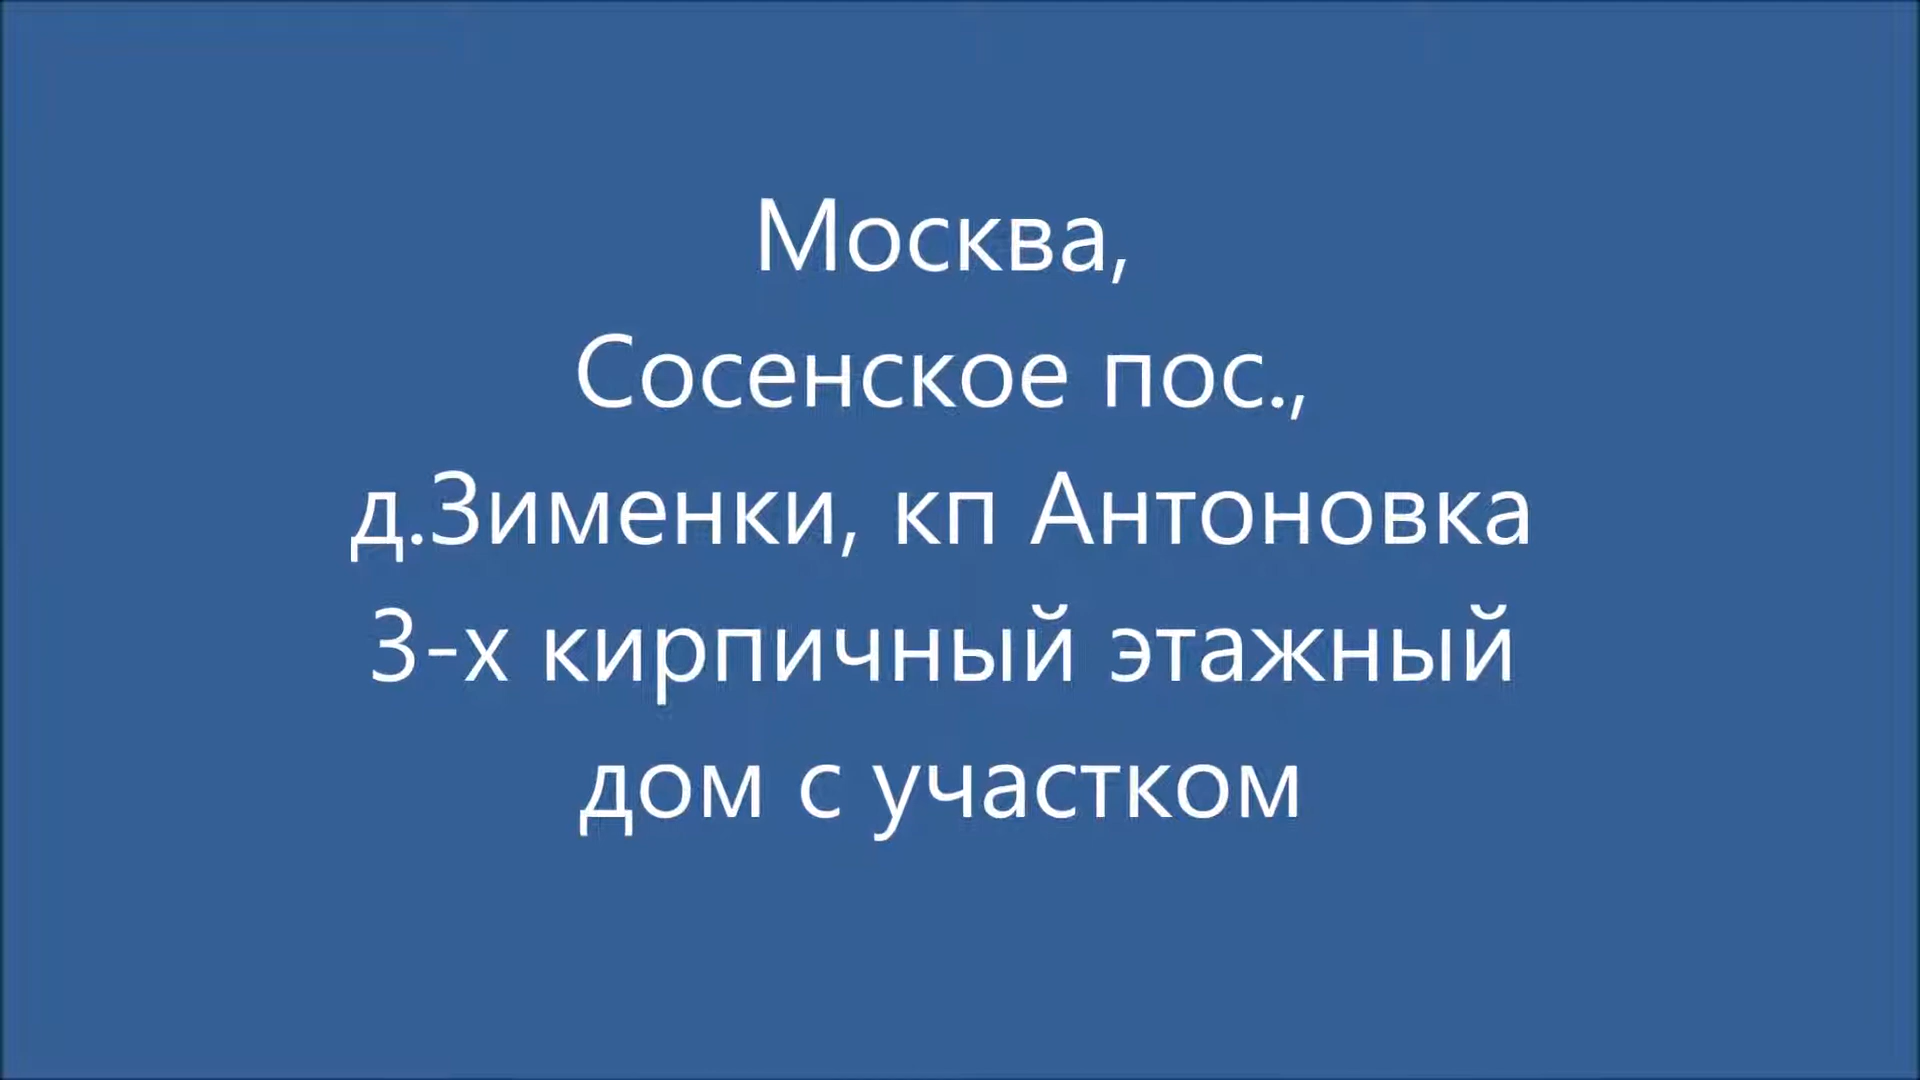 Москва,
Сосенское пос.,
д.Зименки, кп Антоновка
3-х кирпичный этажный
дом с участком